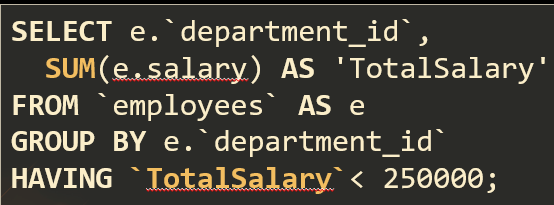 SELECT e.`department_id`,
SUM(e.salary) AS 'TotalSalary'
FROM `employees` AS e
GROUP BY e.`department_id`
HAVING `TotalSalary`< 250000;